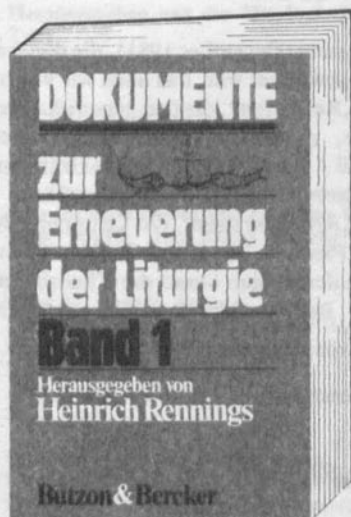 DOKUMENTE
zur
Erneuerung
der Liturgie
Band 1
Herausgegeben von
Heinrich Rennings
Butzon & Bercker